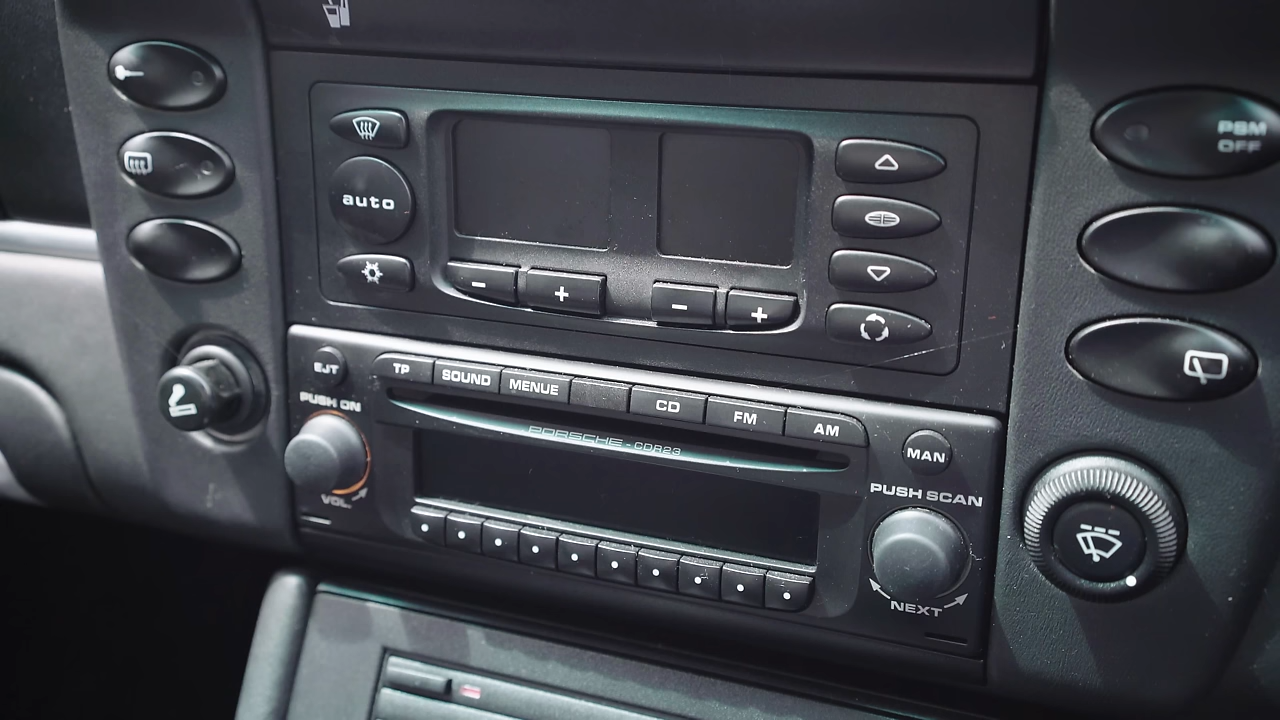 PSM
OFF
auto
− + − +
EJT
TP SOUND MENUE CD FM AM
PUSH ON
PORSCHE - CDR23
MAN
VOL.
PUSH SCAN
NEXT